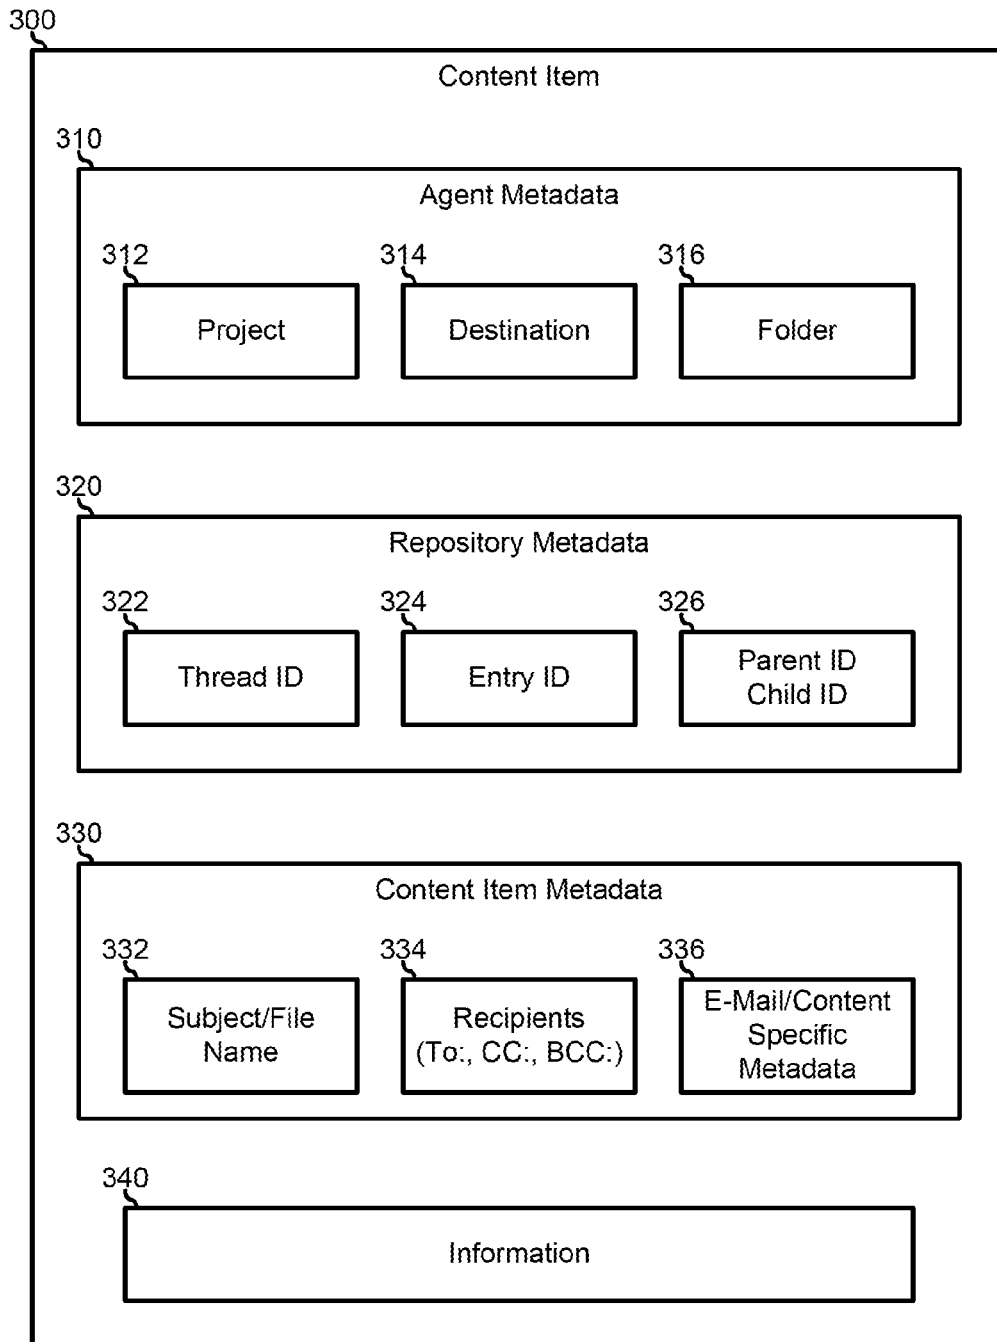 300
Content Item
310
Agent Metadata
312
314
316
Project
Destination
Folder
320
Repository Metadata
322
324
326
Thread ID
Entry ID
Parent ID
Child ID
330
Content Item Metadata
332
334
336
Subject/File
Name
Recipients
(To:, CC:, BCC:)
E-Mail/Content
Specific
Metadata
340
Information